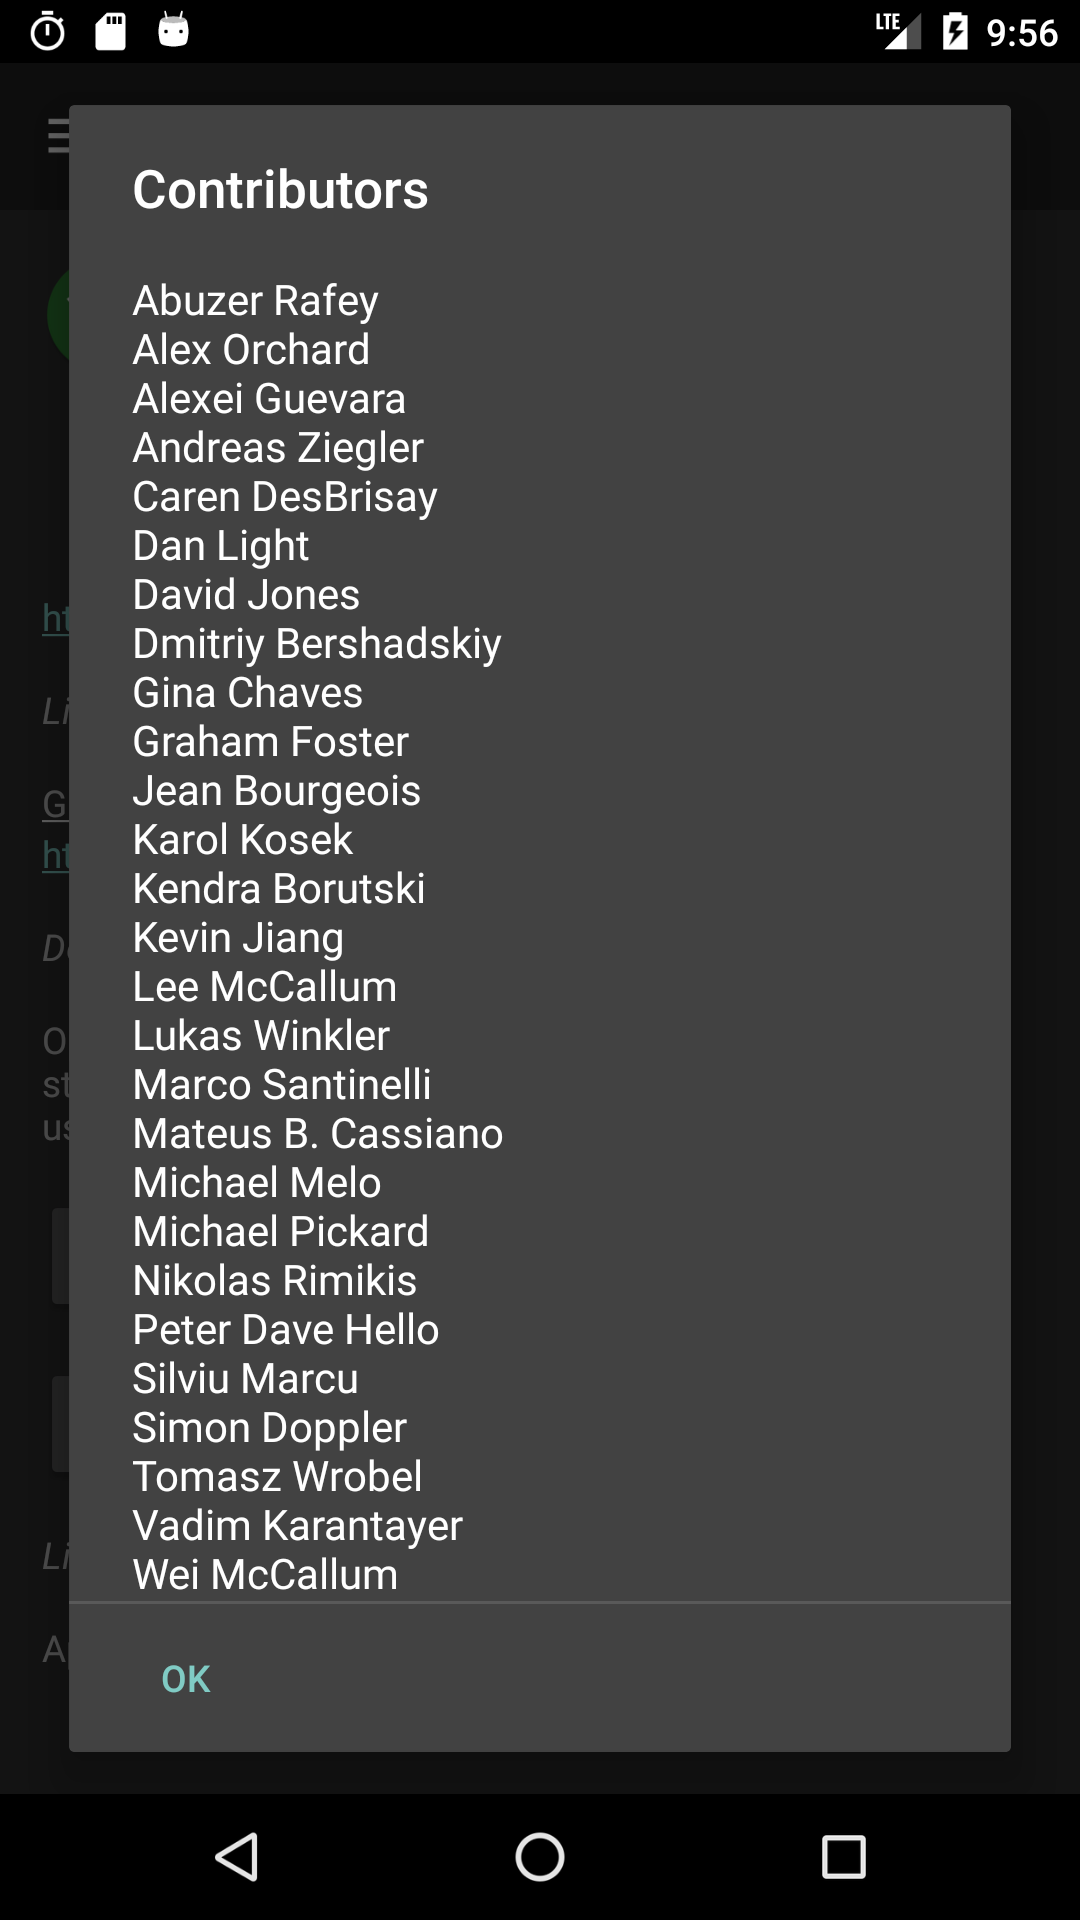 LTE 9:56
Contributors
Abuzer Rafey
Alex Orchard
Alexei Guevara
Andreas Ziegler
Caren DesBrisay
Dan Light
David Jones
Dmitriy Bershadskiy
Gina Chaves
Graham Foster
Jean Bourgeois
Karol Kosek
Kendra Borutski
Kevin Jiang
Lee McCallum
Lukas Winkler
Marco Santinelli
Mateus B. Cassiano
Michael Melo
Michael Pickard
Nikolas Rimikis
Peter Dave Hello
Silviu Marcu
Simon Doppler
Tomasz Wrobel
Vadim Karantayer
Wei McCallum
OK